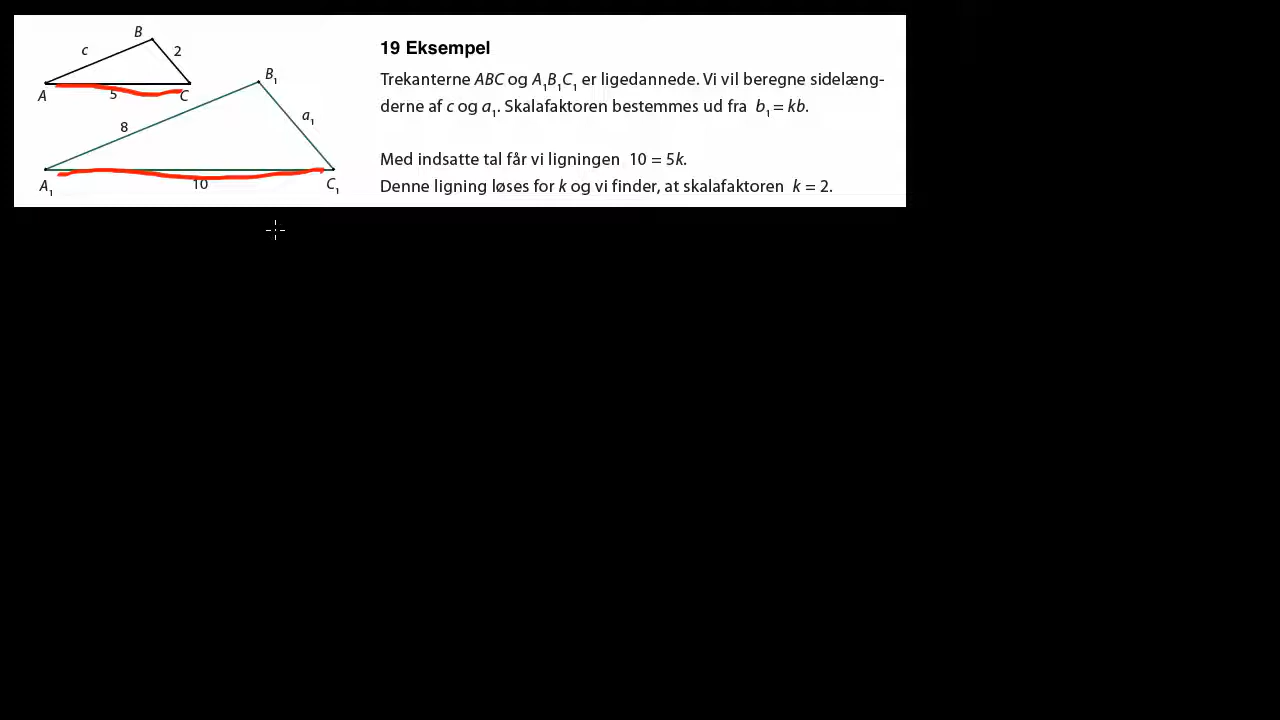 B
c
2
A
5
C
B₁
8
a₁
A₁
10
C₁
19 Eksempel
Trekanterne ABC og A₁B₁C₁ er ligedannede. Vi vil beregne sidelæng-
derne af c og a₁. Skalafaktoren bestemmes ud fra b₁ = kb.
Med indsatte tal får vi ligningen 10 = 5k.
Denne ligning løses for k og vi finder, at skalafaktoren k = 2.